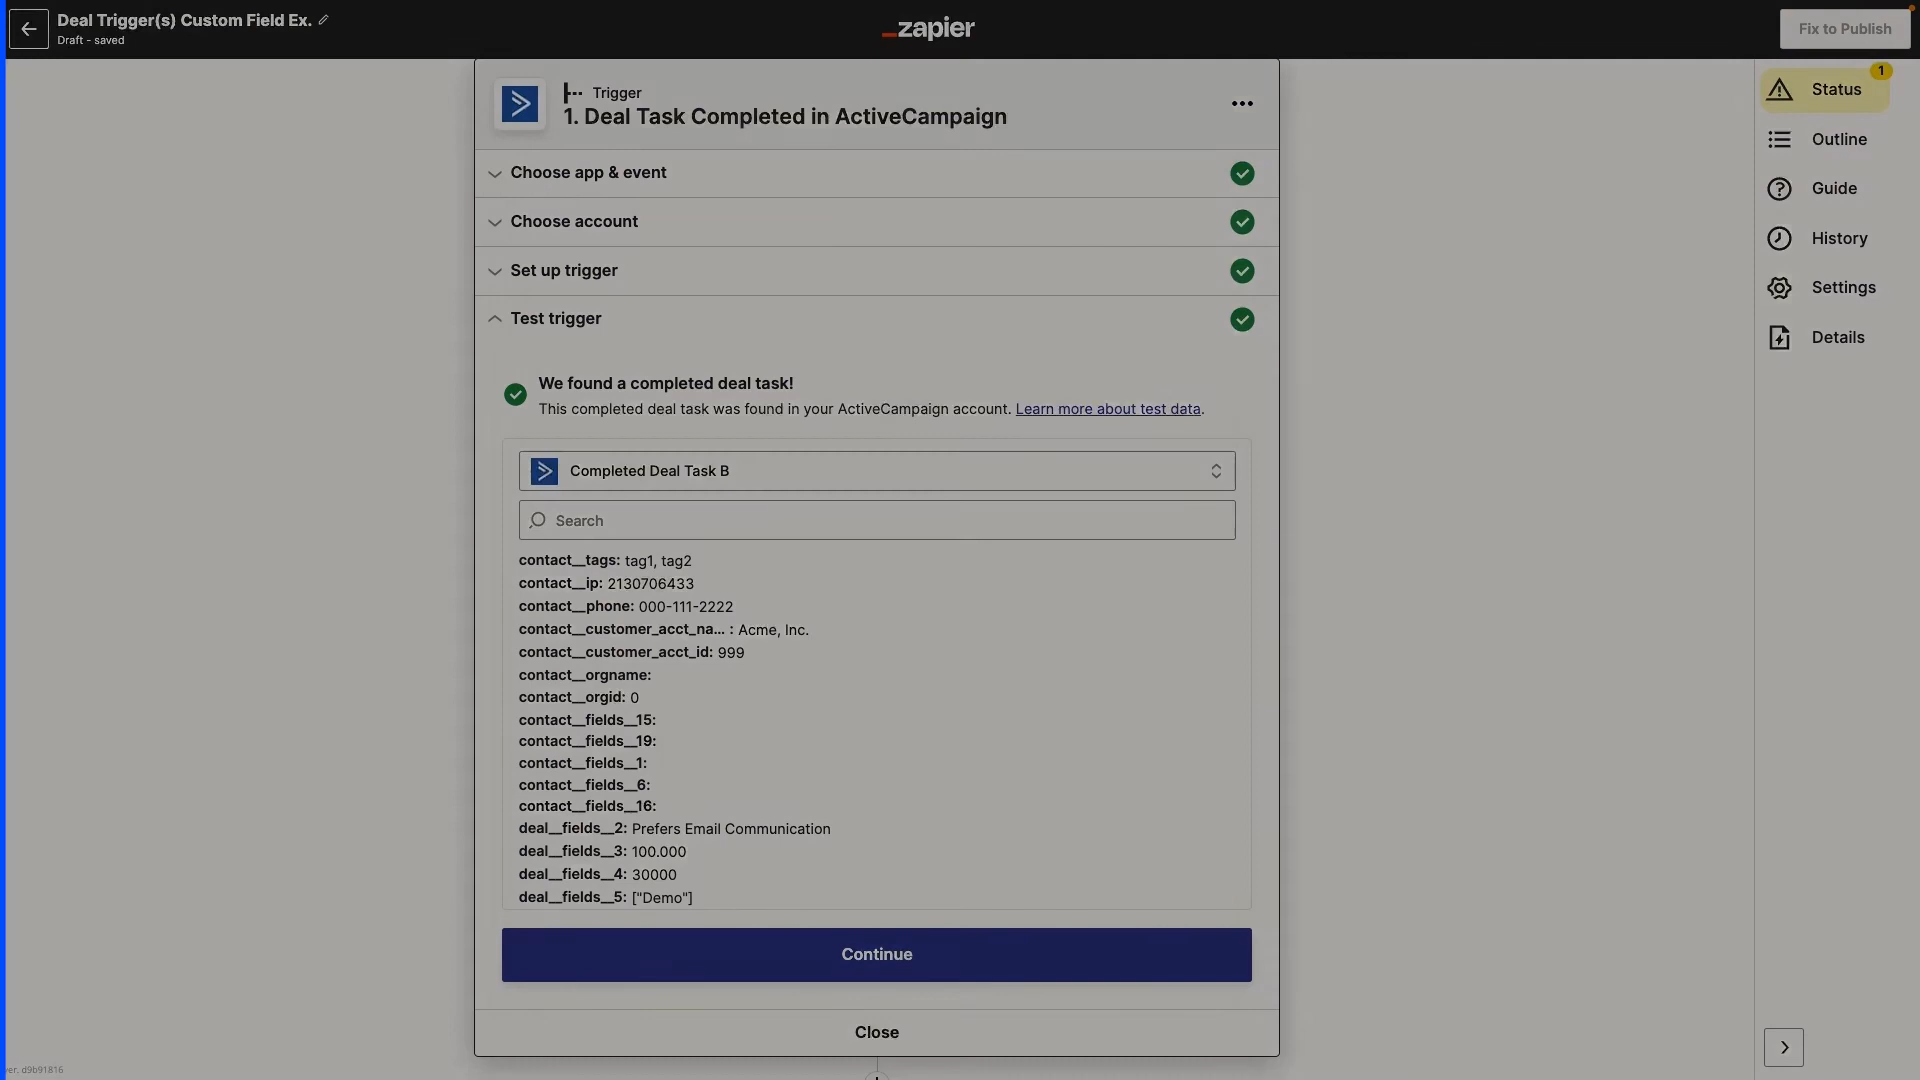 Deal Trigger(s) Custom Field Ex.
Draft - saved
_zapier
Fix to Publish
Trigger
1. Deal Task Completed in ActiveCampaign
1
Status
Outline
Guide
History
Settings
Details
Choose app & event
Choose account
Set up trigger
Test trigger
We found a completed deal task!
This completed deal task was found in your ActiveCampaign account. Learn more about test data.
Completed Deal Task B
Search
contact__tags: tag1, tag2
contact__ip: 2130706433
contact__phone: 000-111-2222
contact__customer_acct_na... : Acme, Inc.
contact__customer_acct_id: 999
contact__orgname:
contact__orgid: 0
contact__fields__15:
contact__fields__19:
contact__fields__1:
contact__fields__6:
contact__fields__16:
deal__fields__2: Prefers Email Communication
deal__fields__3: 100.000
deal__fields__4: 30000
deal__fields__5: ["Demo"]
Continue
Close
ver. d9b91816